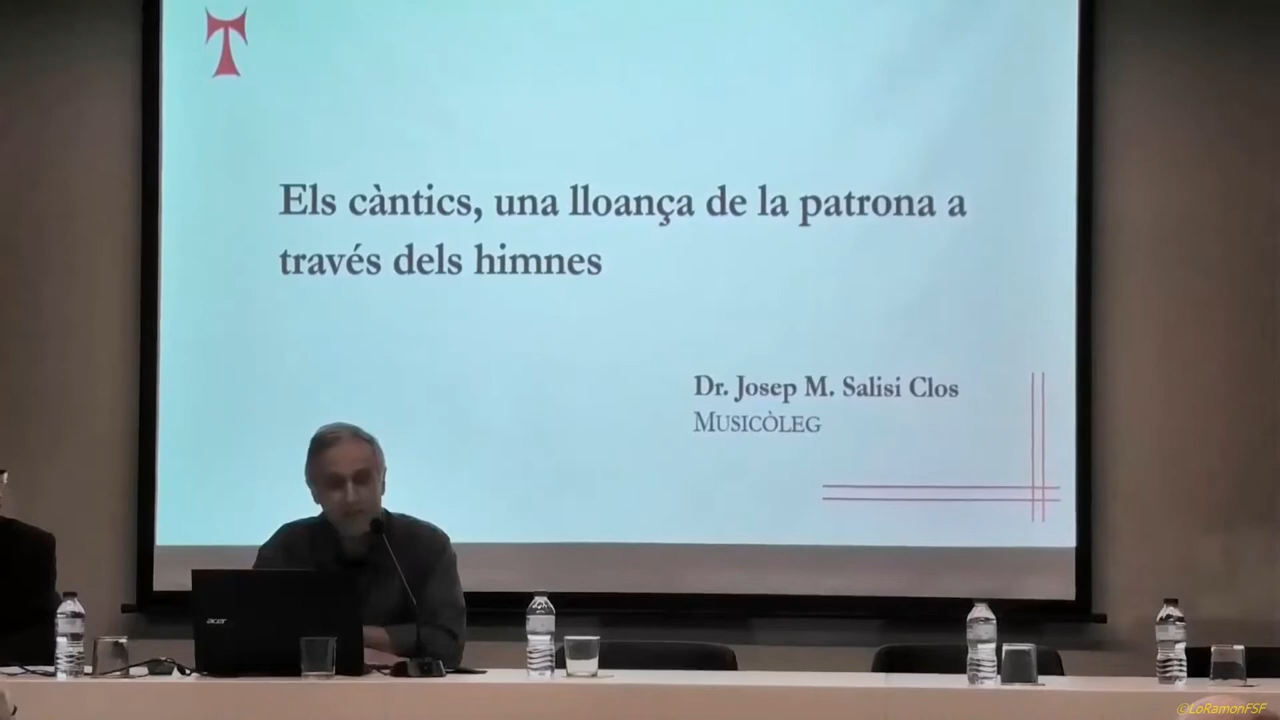 Els càntics, una lloança de la patrona a
través dels himnes
Dr. Josep M. Salisi Clos
MUSICÒLEG
acer
©LoRamonFSF